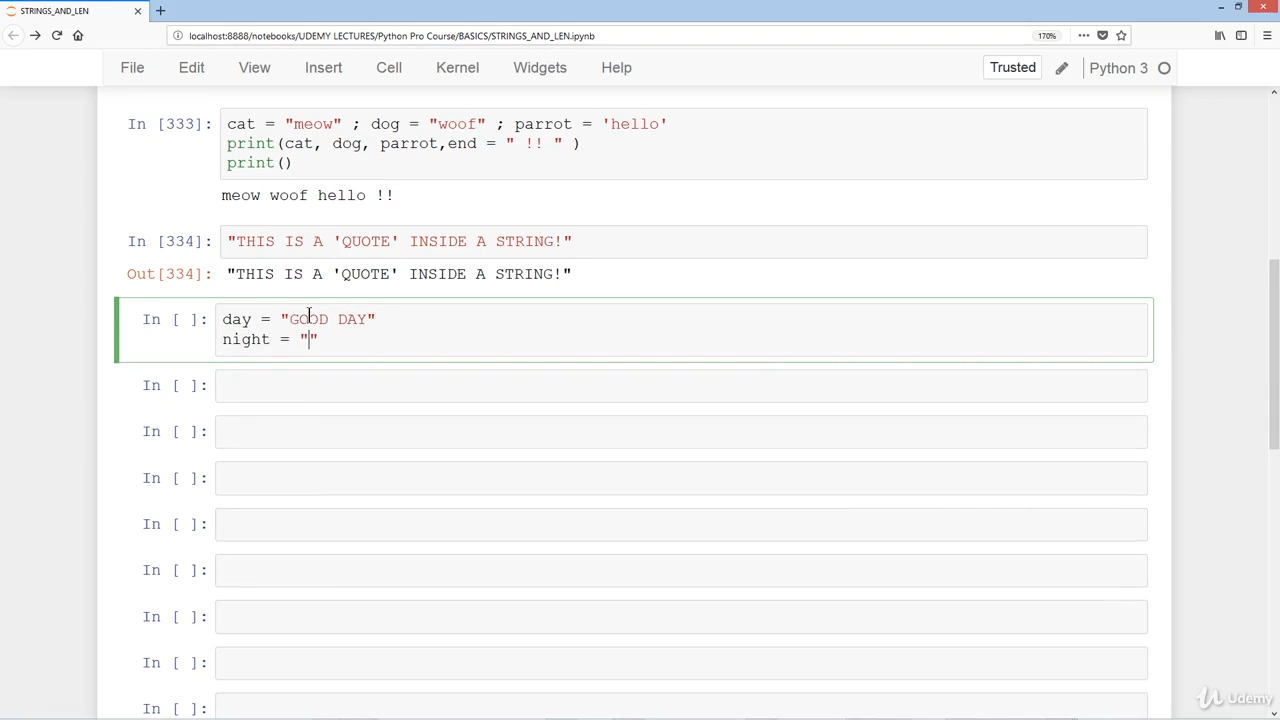 STRINGS_AND_LEN
localhost:8888/notebooks/UDEMY LECTURES/Python Pro Course/BASICS/STRINGS_AND_LEN.ipynb
170%
File Edit View Insert Cell Kernel Widgets Help Trusted Python 3
In [333]: cat = "meow" ; dog = "woof" ; parrot = 'hello'
print(cat, dog, parrot,end = " !! " )
print()
meow woof hello !!
In [334]: "THIS IS A 'QUOTE' INSIDE A STRING!"
Out[334]: "THIS IS A 'QUOTE' INSIDE A STRING!"
In [ ]: day = "GOOD DAY"
night = ""
In [ ]:
In [ ]:
In [ ]:
In [ ]:
In [ ]:
In [ ]:
In [ ]:
In [ ]:
Udemy